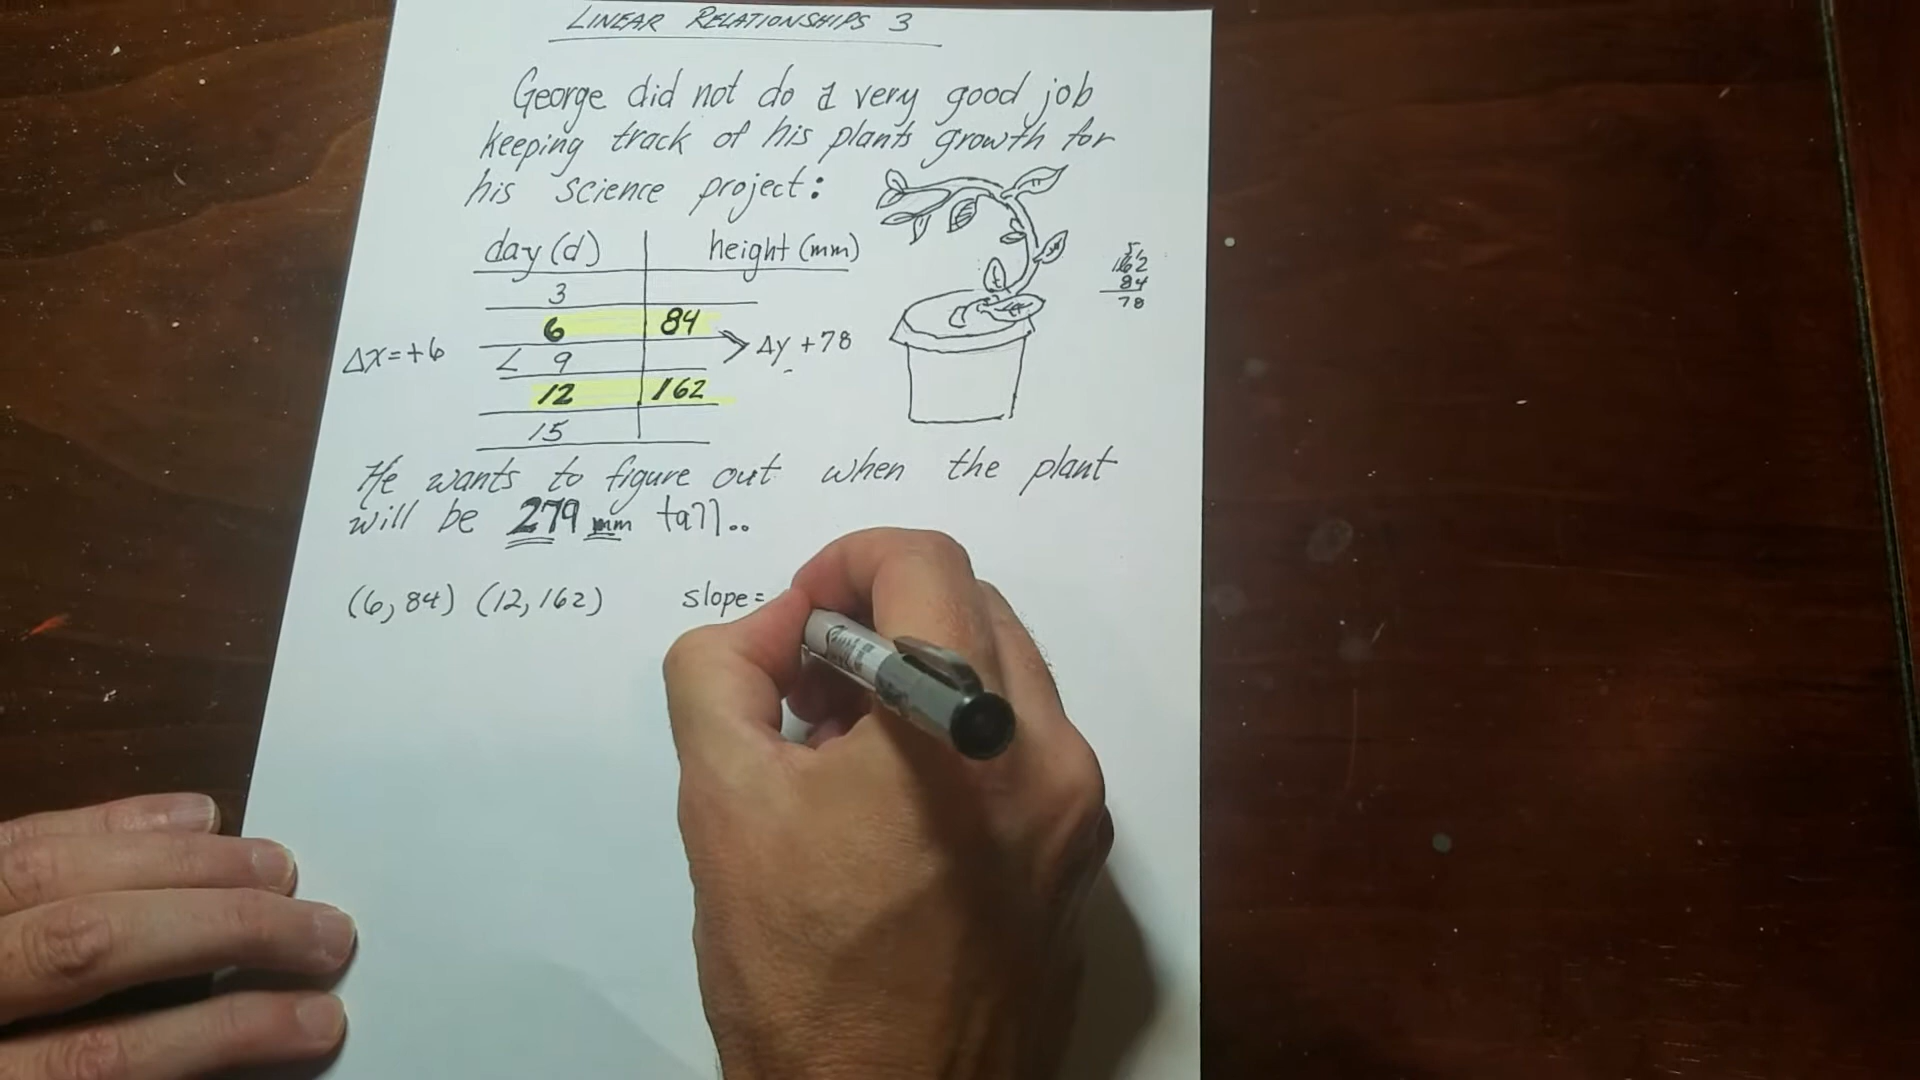 LINEAR RELATIONSHIPS 3
George did not do a very good job
keeping track of his plants growth for
his science project:
day (d) height (mm)
3
6 84
Δx=+6 < 9 > Δy +78
12 162
15
162
84
78
He wants to figure out when the plant
will be 279 mm tall..
(6, 84) (12, 162) slope=